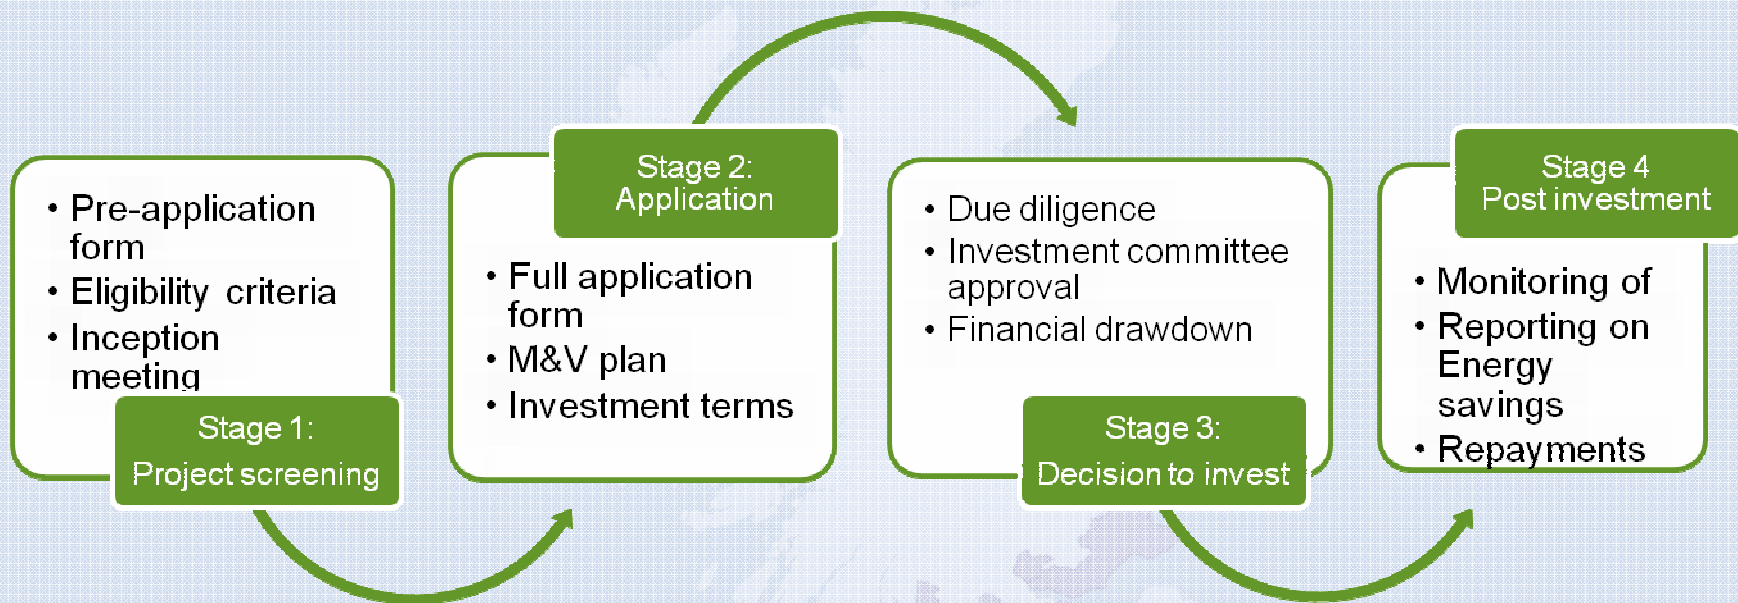 • Pre-application
form
• Eligibility criteria
• Inception
meeting
Stage 1:
Project screening
Stage 2:
Application
• Full application
form
• M&V plan
• Investment terms
• Due diligence
• Investment committee
approval
• Financial drawdown
Stage 3:
Decision to invest
Stage 4
Post investment
• Monitoring of
• Reporting on
Energy
savings
• Repayments